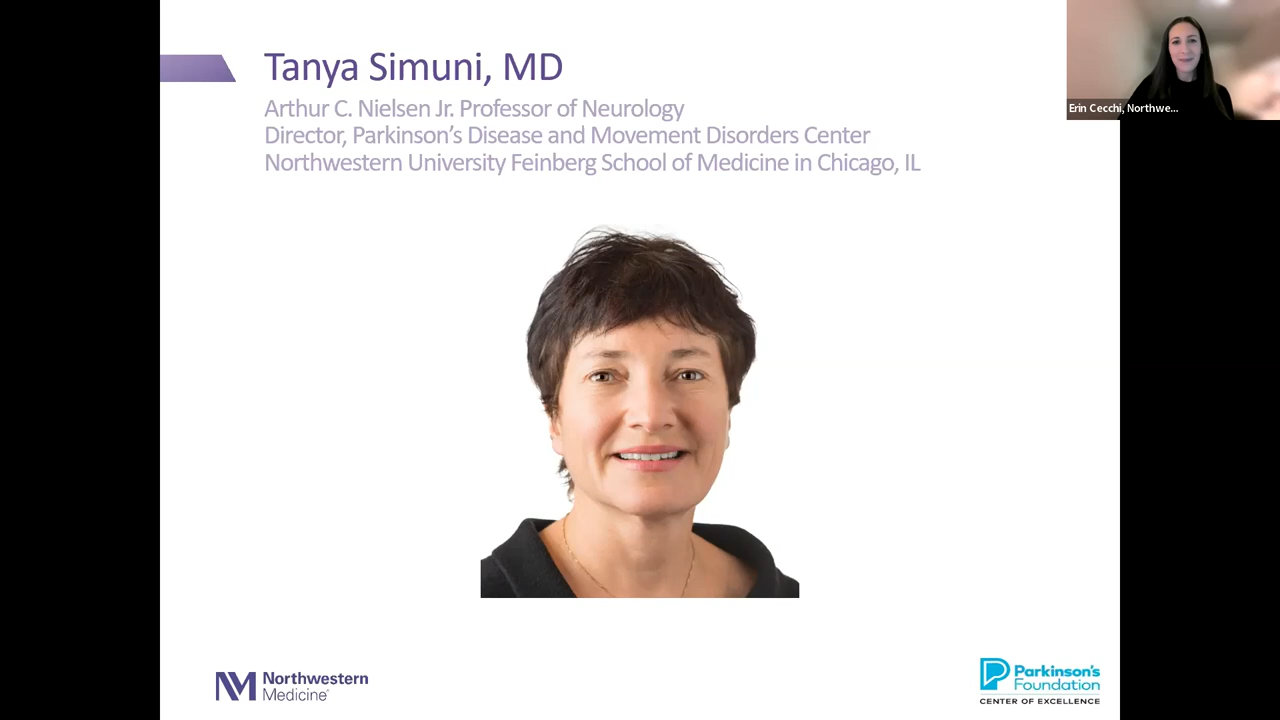 Tanya Simuni, MD
Arthur C. Nielsen Jr. Professor of Neurology
Director, Parkinson's Disease and Movement Disorders Center
Northwestern University Feinberg School of Medicine in Chicago, IL
Erin Cecchi, Northwe...
Northwestern
Medicine®
Parkinson's
Foundation
CENTER OF EXCELLENCE